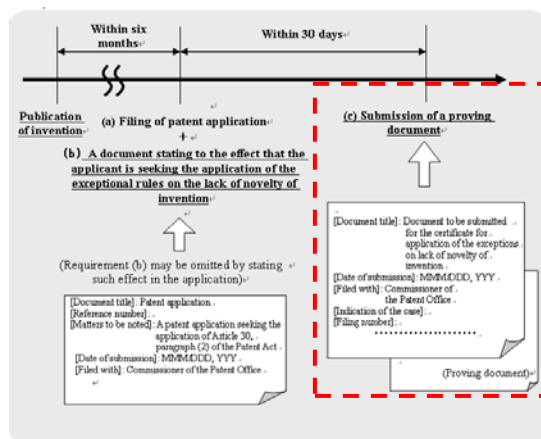 Within six
months
Within 30 days
Publication
of invention
(a) Filing of patent application
+
(b) A document stating to the effect that the
applicant is seeking the application of the
exceptional rules on the lack of novelty of
invention
(Requirement (b) may be omitted by stating
such effect in the application)
[Document title]: Patent application
[Reference number]:
[Matters to be noted]: A patent application seeking the
application of Article 30,
paragraph (2) of the Patent Act
[Date of submission]: MMM/DDD, YYY
[Filed with]: Commissioner of the Patent Office
(c) Submission of a proving
document
[Document title]: Document to be submitted
for the certificate for
application of the exceptions
on lack of novelty of
invention
[Date of submission]: MMM/DDD, YYY
[Filed with]: Commissioner of
the Patent Office
[Indication of the case]:
[Filing number]:
.....................
(Proving document)